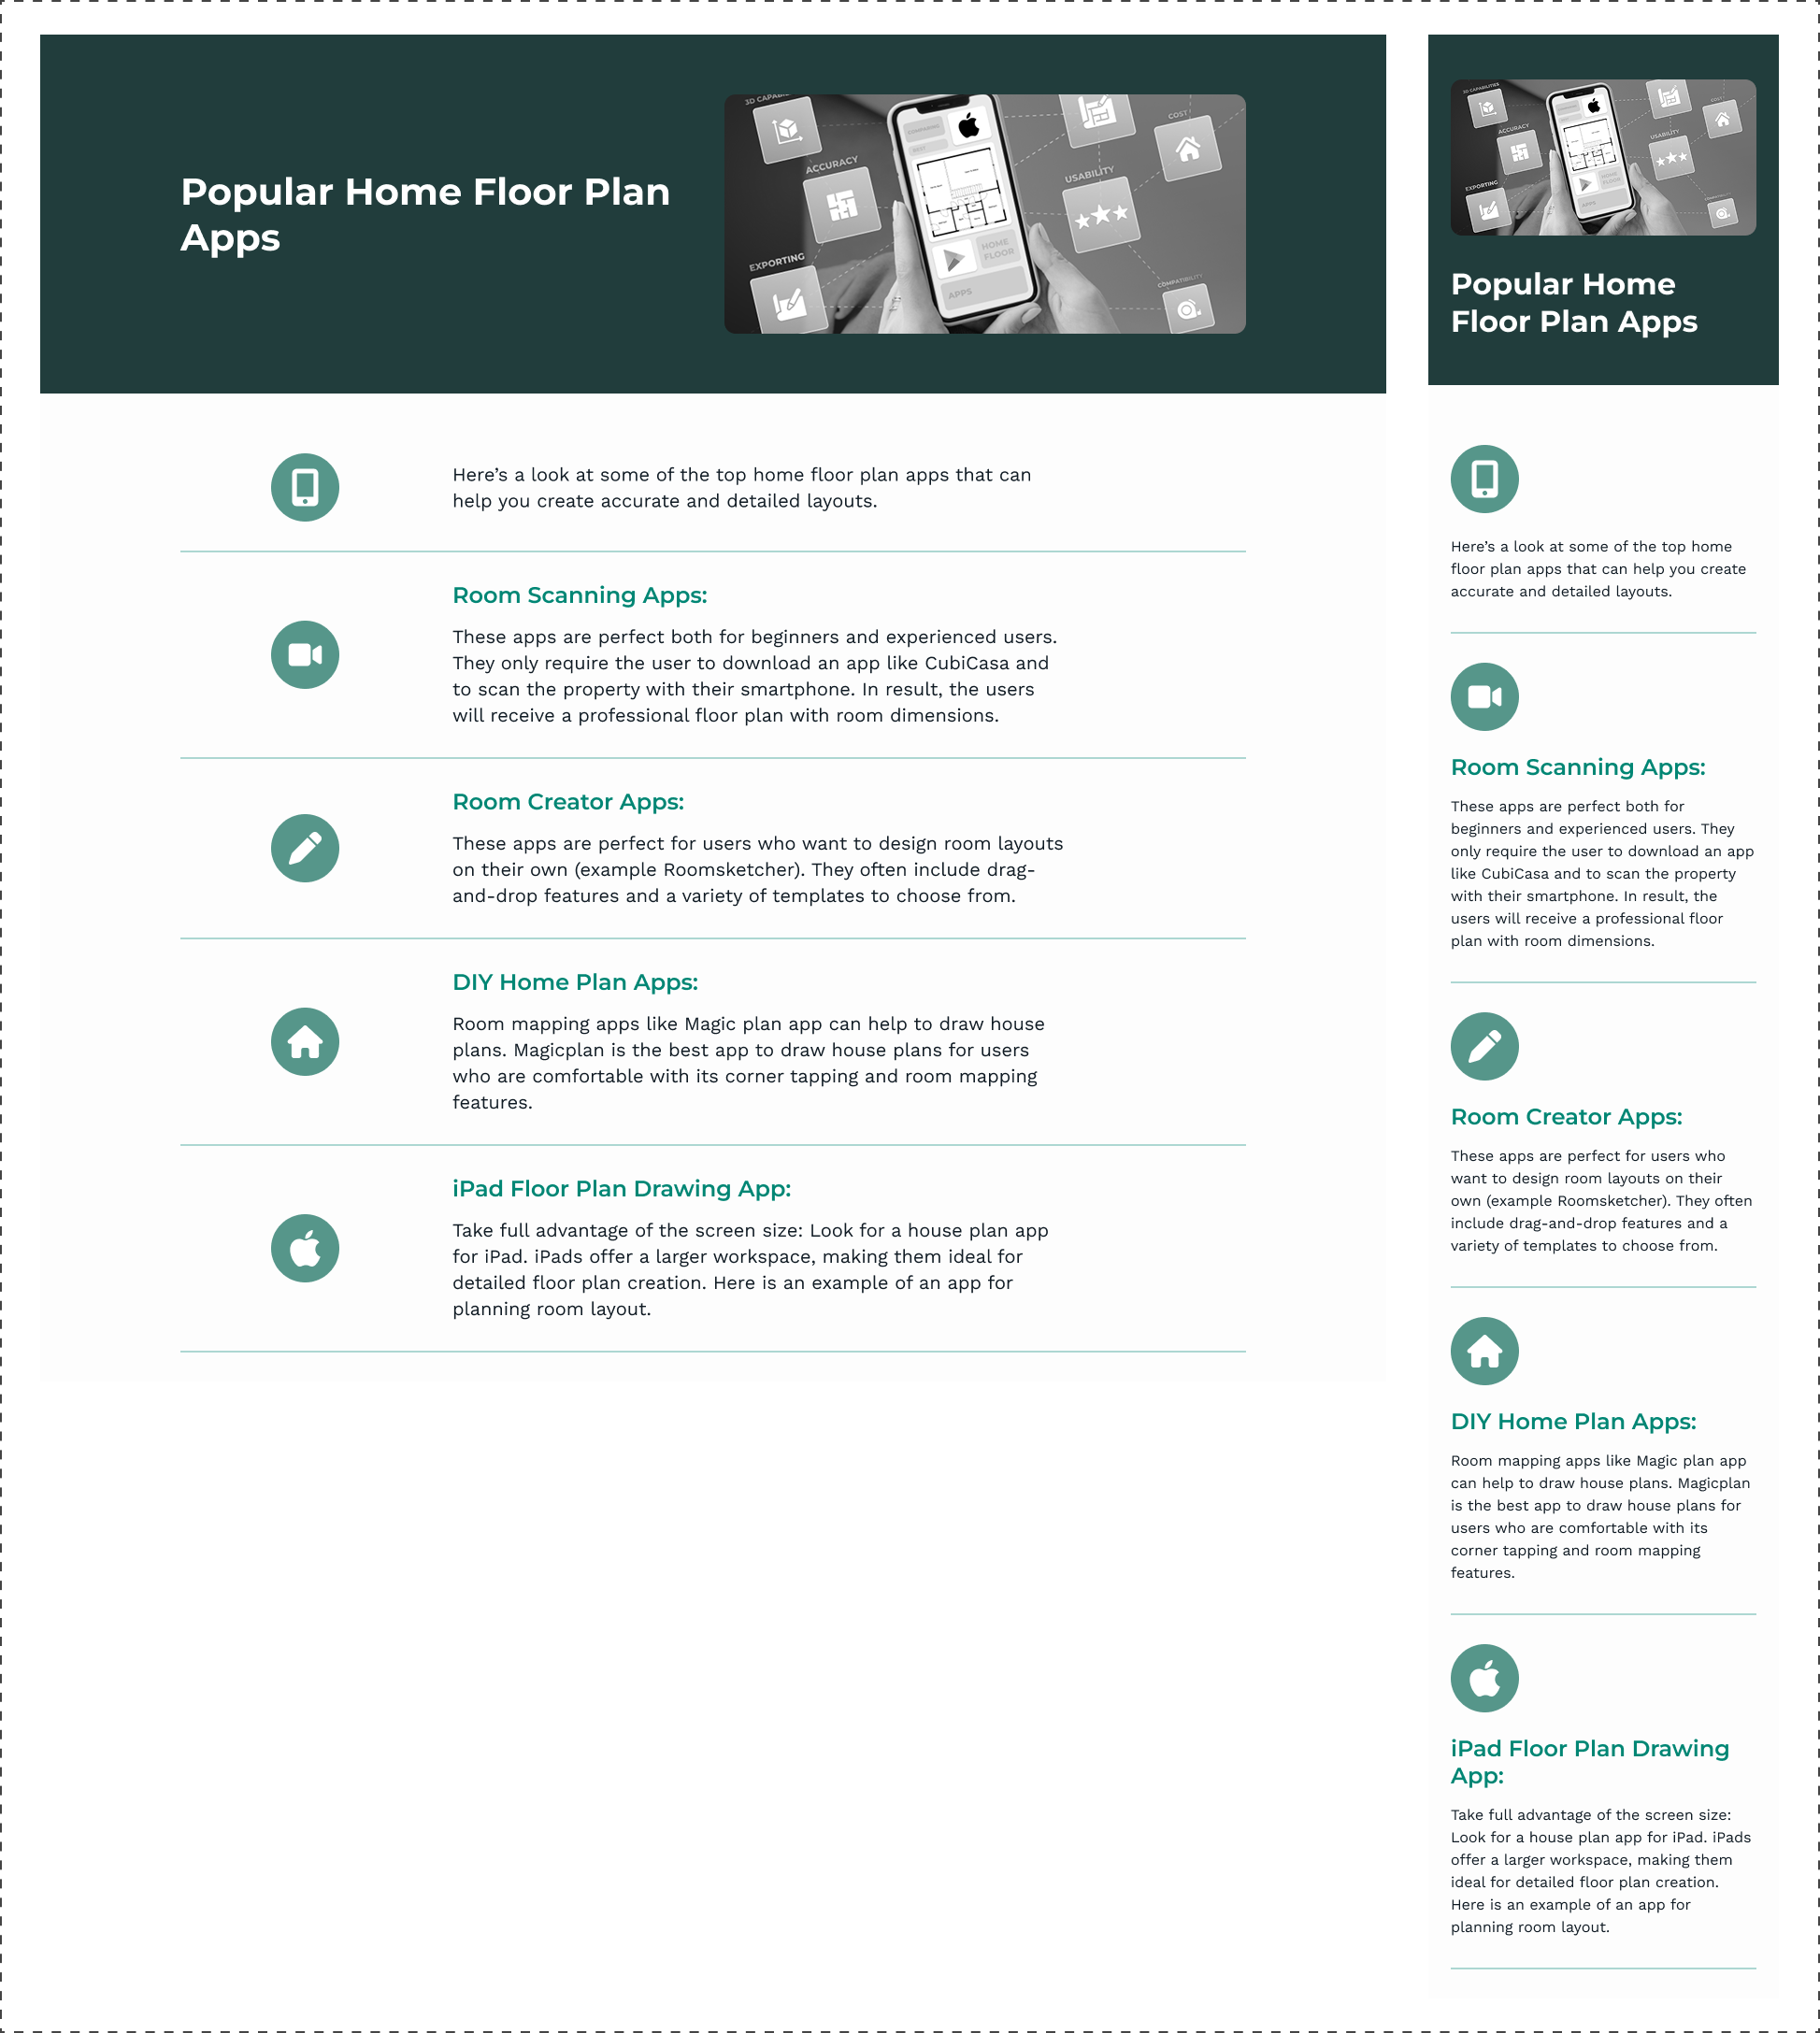 Popular Home Floor Plan
Apps
3D CAPABI
ACCURACY
EXPORTING
COST
USABILITY
COMPATIBILITY
HOME
FLOOR
APPS
Here’s a look at some of the top home floor plan apps that can
help you create accurate and detailed layouts.
Room Scanning Apps:
These apps are perfect both for beginners and experienced users.
They only require the user to download an app like CubiCasa and
to scan the property with their smartphone. In result, the users
will receive a professional floor plan with room dimensions.
Room Creator Apps:
These apps are perfect for users who want to design room layouts
on their own (example Roomsketcher). They often include drag-
and-drop features and a variety of templates to choose from.
DIY Home Plan Apps:
Room mapping apps like Magic plan app can help to draw house
plans. Magicplan is the best app to draw house plans for users
who are comfortable with its corner tapping and room mapping
features.
iPad Floor Plan Drawing App:
Take full advantage of the screen size: Look for a house plan app
for iPad. iPads offer a larger workspace, making them ideal for
detailed floor plan creation. Here is an example of an app for
planning room layout.
3D CAPABILITIES
ACCURACY
EXPORTING
COST
USABILITY
HOME
FLOOR
APPS
Popular Home
Floor Plan Apps
Here’s a look at some of the top home
floor plan apps that can help you create
accurate and detailed layouts.
Room Scanning Apps:
These apps are perfect both for
beginners and experienced users. They
only require the user to download an app
like CubiCasa and to scan the property
with their smartphone. In result, the
users will receive a professional floor
plan with room dimensions.
Room Creator Apps:
These apps are perfect for users who
want to design room layouts on their
own (example Roomsketcher). They often
include drag-and-drop features and a
variety of templates to choose from.
DIY Home Plan Apps:
Room mapping apps like Magic plan app
can help to draw house plans. Magicplan
is the best app to draw house plans for
users who are comfortable with its
corner tapping and room mapping
features.
iPad Floor Plan Drawing
App:
Take full advantage of the screen size:
Look for a house plan app for iPad. iPads
offer a larger workspace, making them
ideal for detailed floor plan creation.
Here is an example of an app for
planning room layout.